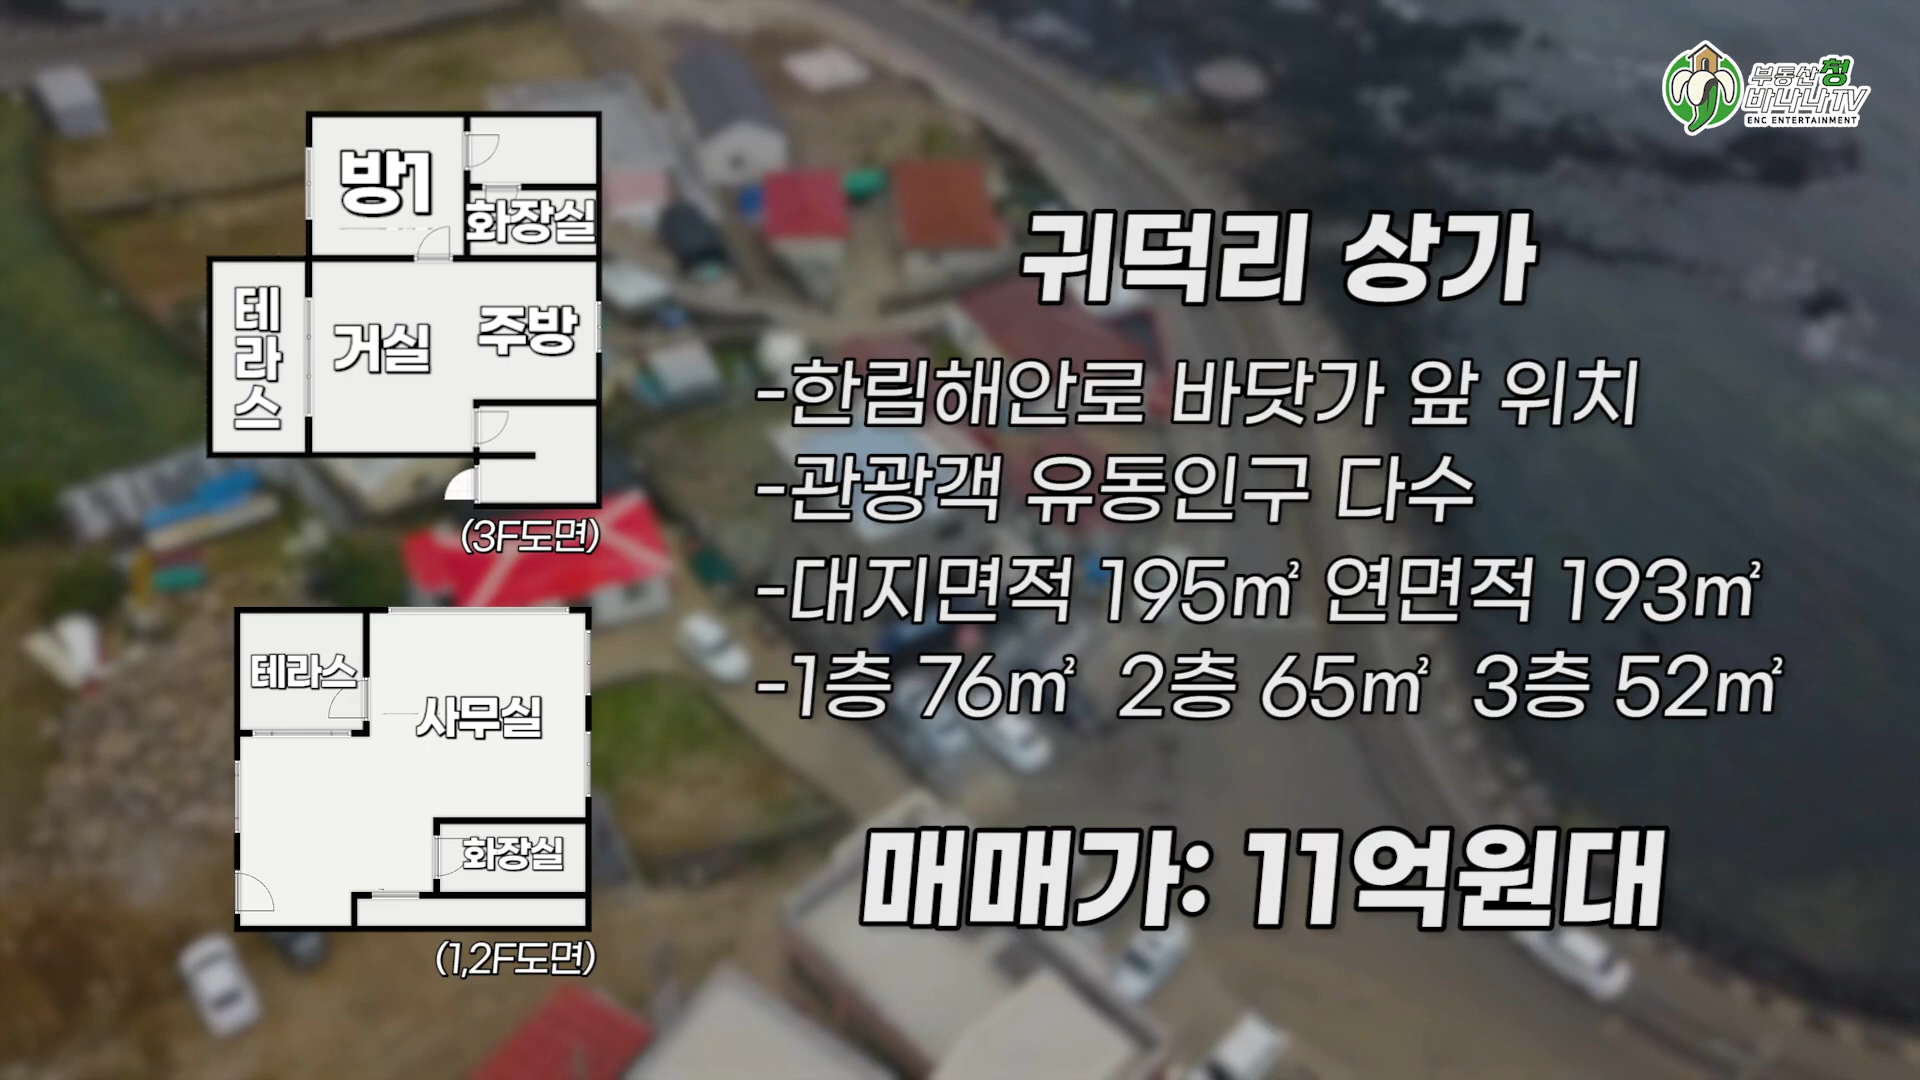 부동산청
바나나TV
ENC ENTERTAINMENT
방1
화장실
테라스
거실
주방
(3F도면)
테라스
사무실
화장실
(1,2F도면)
귀덕리 상가
-한림해안로 바닷가 앞 위치
-관광객 유동인구 다수
-대지면적 195㎡ 연면적 193㎡
-1층 76㎡ 2층 65㎡ 3층 52㎡
매매가: 11억원대